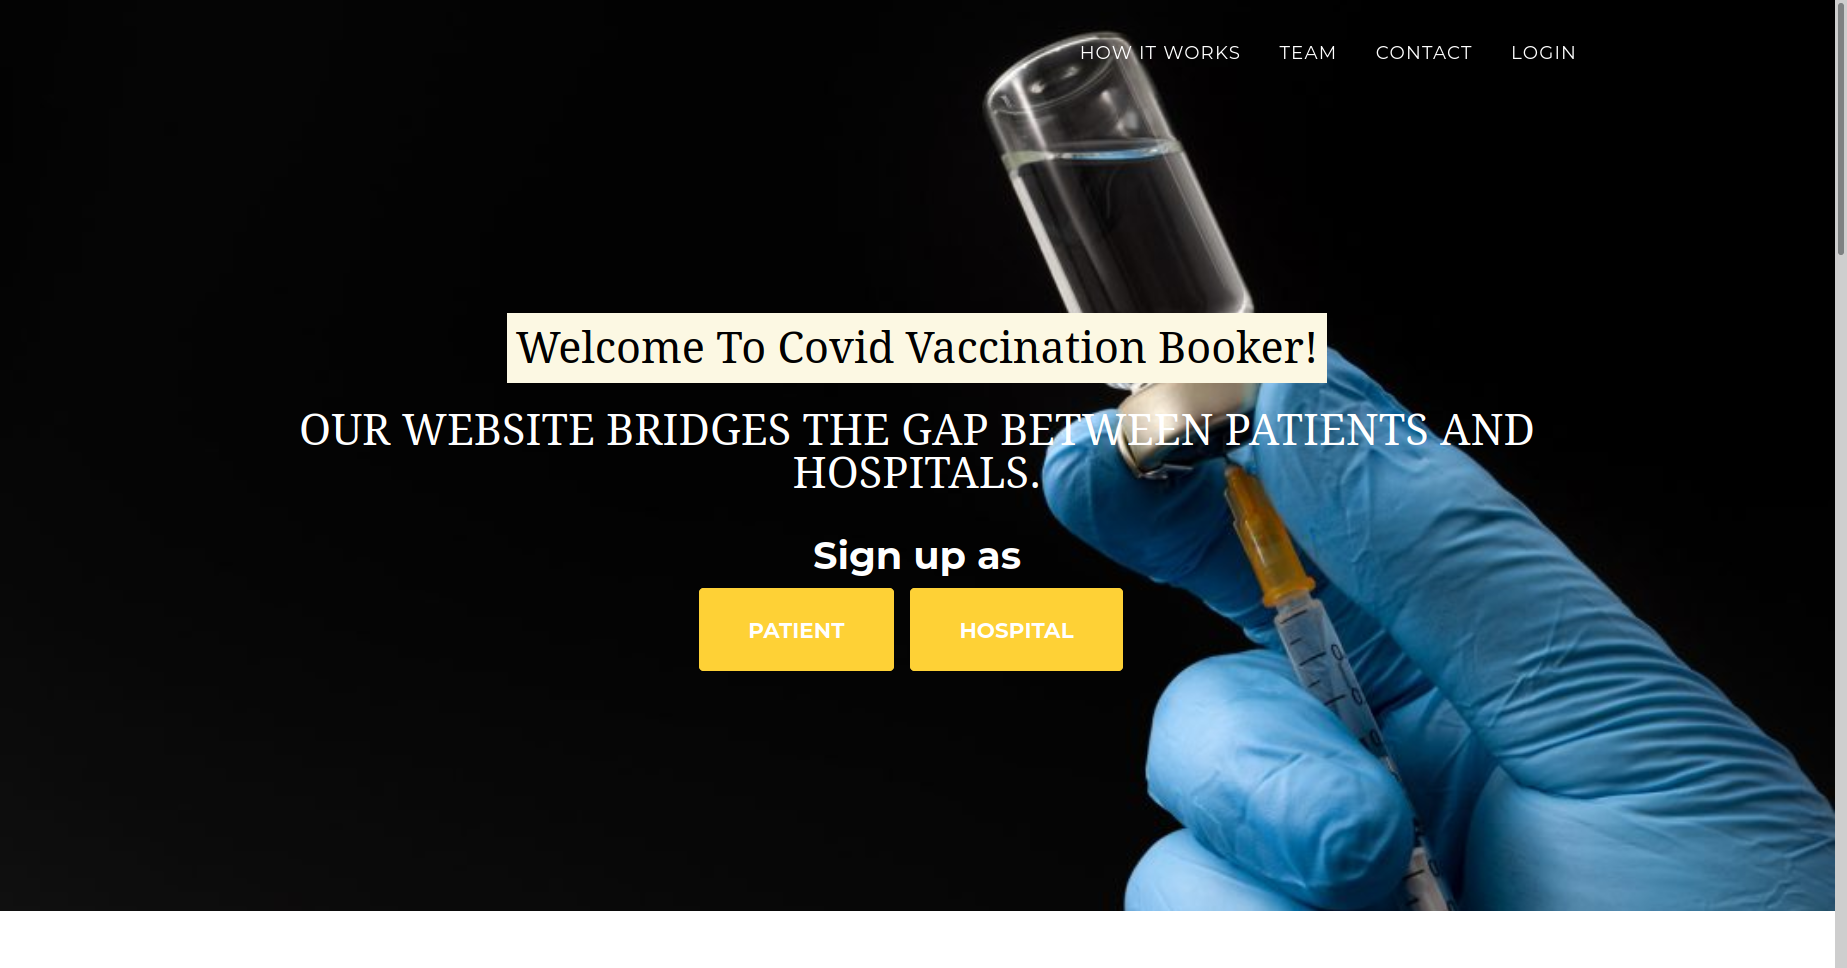 HOW IT WORKS TEAM CONTACT LOGIN
Welcome To Covid Vaccination Booker!
OUR WEBSITE BRIDGES THE GAP BETWEEN PATIENTS AND
HOSPITALS.
Sign up as
PATIENT HOSPITAL